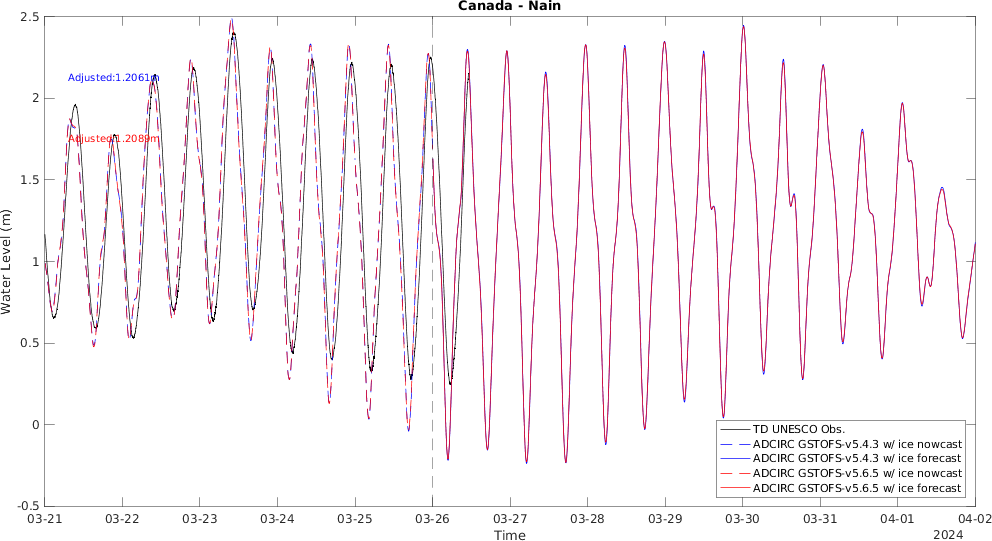 Canada - Nain
2.5
2
1.5
1
0.5
0
-0.5
Water Level (m)
Adjusted:1.2061m
Adjusted:1.2089m
TD UNESCO Obs.
ADCIRC GSTOFS-v5.4.3 w/ ice nowcast
ADCIRC GSTOFS-v5.4.3 w/ ice forecast
ADCIRC GSTOFS-v5.6.5 w/ ice nowcast
ADCIRC GSTOFS-v5.6.5 w/ ice forecast
03-21 03-22 03-23 03-24 03-25 03-26 03-27 03-28 03-29 03-30 03-31 04-01 04-02
Time
2024